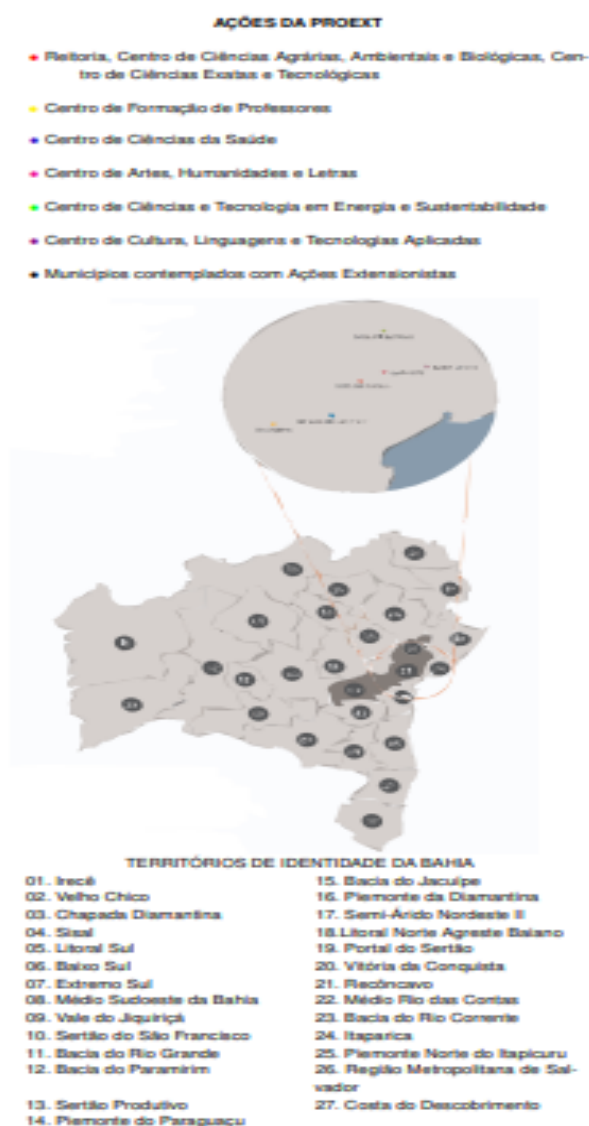 AÇÕES DA PROEXT
Reitoria, Centro de Ciências Agrárias, Ambientais e Biológicas, Cen-
tro de Ciências Exatas e Tecnológicas
Centro de Formação de Professores
Centro de Ciências da Saúde
Centro de Artes, Humanidades e Letras
Centro de Ciências e Tecnologia em Energia e Sustentabilidade
Centro de Cultura, Linguagens e Tecnologias Aplicadas
Municípios contemplados com Ações Extensionistas
TERRITÓRIOS DE IDENTIDADE DA BAHIA
01. Irecê
02. Velho Chico
03. Chapada Diamantina
04. Sisal
05. Litoral Sul
06. Baixo Sul
07. Extremo Sul
08. Médio Sudoeste da Bahia
09. Vale do Jiquiriçá
10. Sertão do São Francisco
11. Bacia do Rio Grande
12. Bacia do Paramirim
13. Sertão Produtivo
14. Piemonte do Paraguaçu
15. Bacia do Jacuípe
16. Piemonte da Diamantina
17. Semi-Árido Nordeste II
18.Litoral Norte Agreste Baiano
19. Portal do Sertão
20. Vitória da Conquista
21. Recôncavo
22. Médio Rio das Contas
23. Bacia do Rio Corrente
24. Itaparica
25. Piemonte Norte do Itapicuru
26. Região Metropolitana de Sal-
vador
27. Costa do Descobrimento